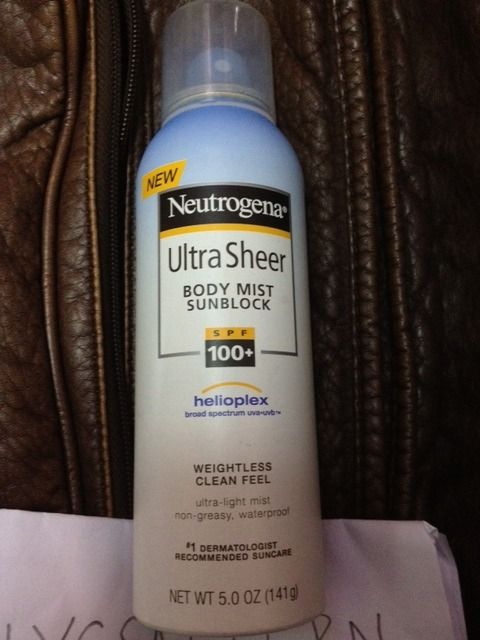 NEW
Neutrogena®
Ultra Sheer
BODY MIST
SUNBLOCK
SPF
100+
helioplex
broad spectrum uva•uvb™
WEIGHTLESS
CLEAN FEEL
ultra-light mist
non-greasy, waterproof
#1 DERMATOLOGIST
RECOMMENDED SUNCARE
NET WT 5.0 OZ (141g)